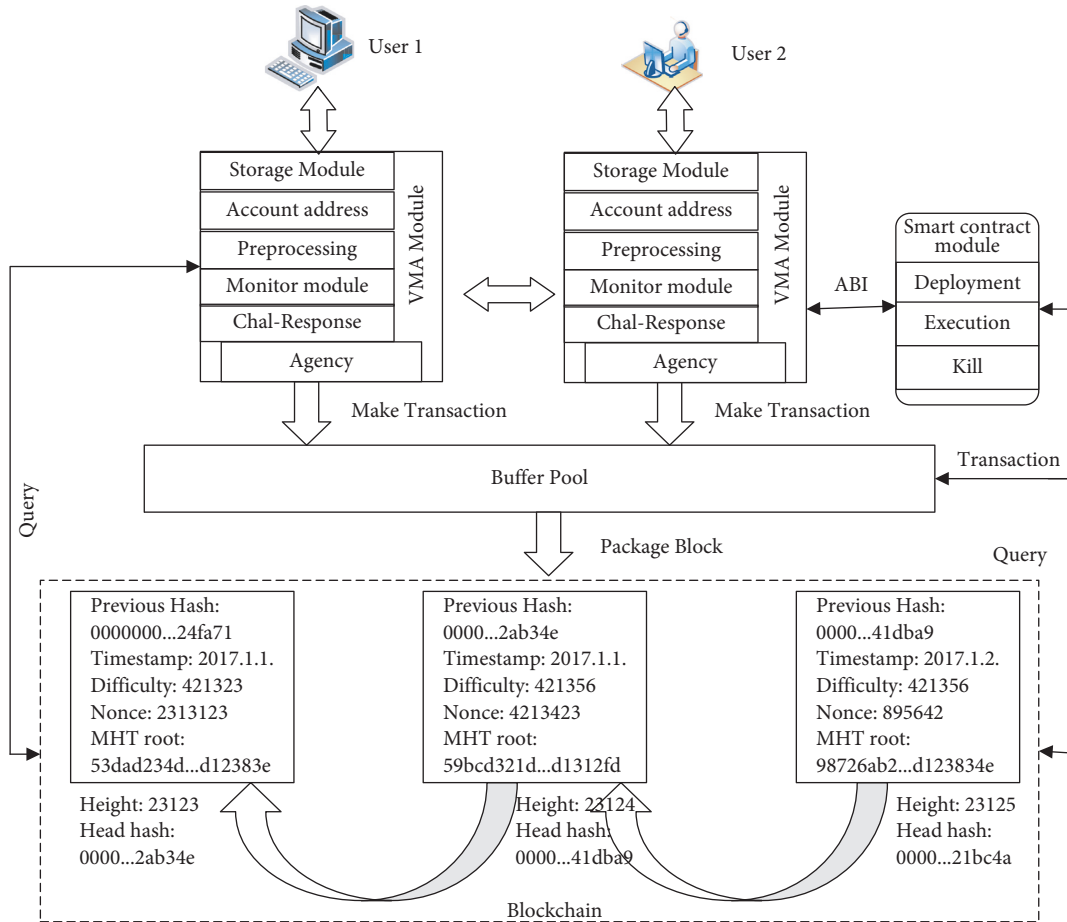 User 1
User 2
Storage Module
Account address
Preprocessing
Monitor module
Chal-Response
Agency
VMA Module
Storage Module
Account address
Preprocessing
Monitor module
Chal-Response
Agency
VMA Module
ABI
Smart contract
module
Deployment
Execution
Kill
Make Transaction
Make Transaction
Buffer Pool
Transaction
Query
Package Block
Query
Previous Hash:
0000000...24fa71
Timestamp: 2017.1.1.
Difficulty: 421323
Nonce: 2313123
MHT root:
53dad234d...d12383e
Height: 23123
Head hash:
0000...2ab34e
Previous Hash:
0000...2ab34e
Timestamp: 2017.1.1.
Difficulty: 421356
Nonce: 4213423
MHT root:
59bcd321d...d1312fd
Height: 23124
Head hash:
0000...41dba9
Previous Hash:
0000...41dba9
Timestamp: 2017.1.2.
Difficulty: 421356
Nonce: 895642
MHT root:
98726ab2...d123834e
Height: 23125
Head hash:
0000...21bc4a
Blockchain